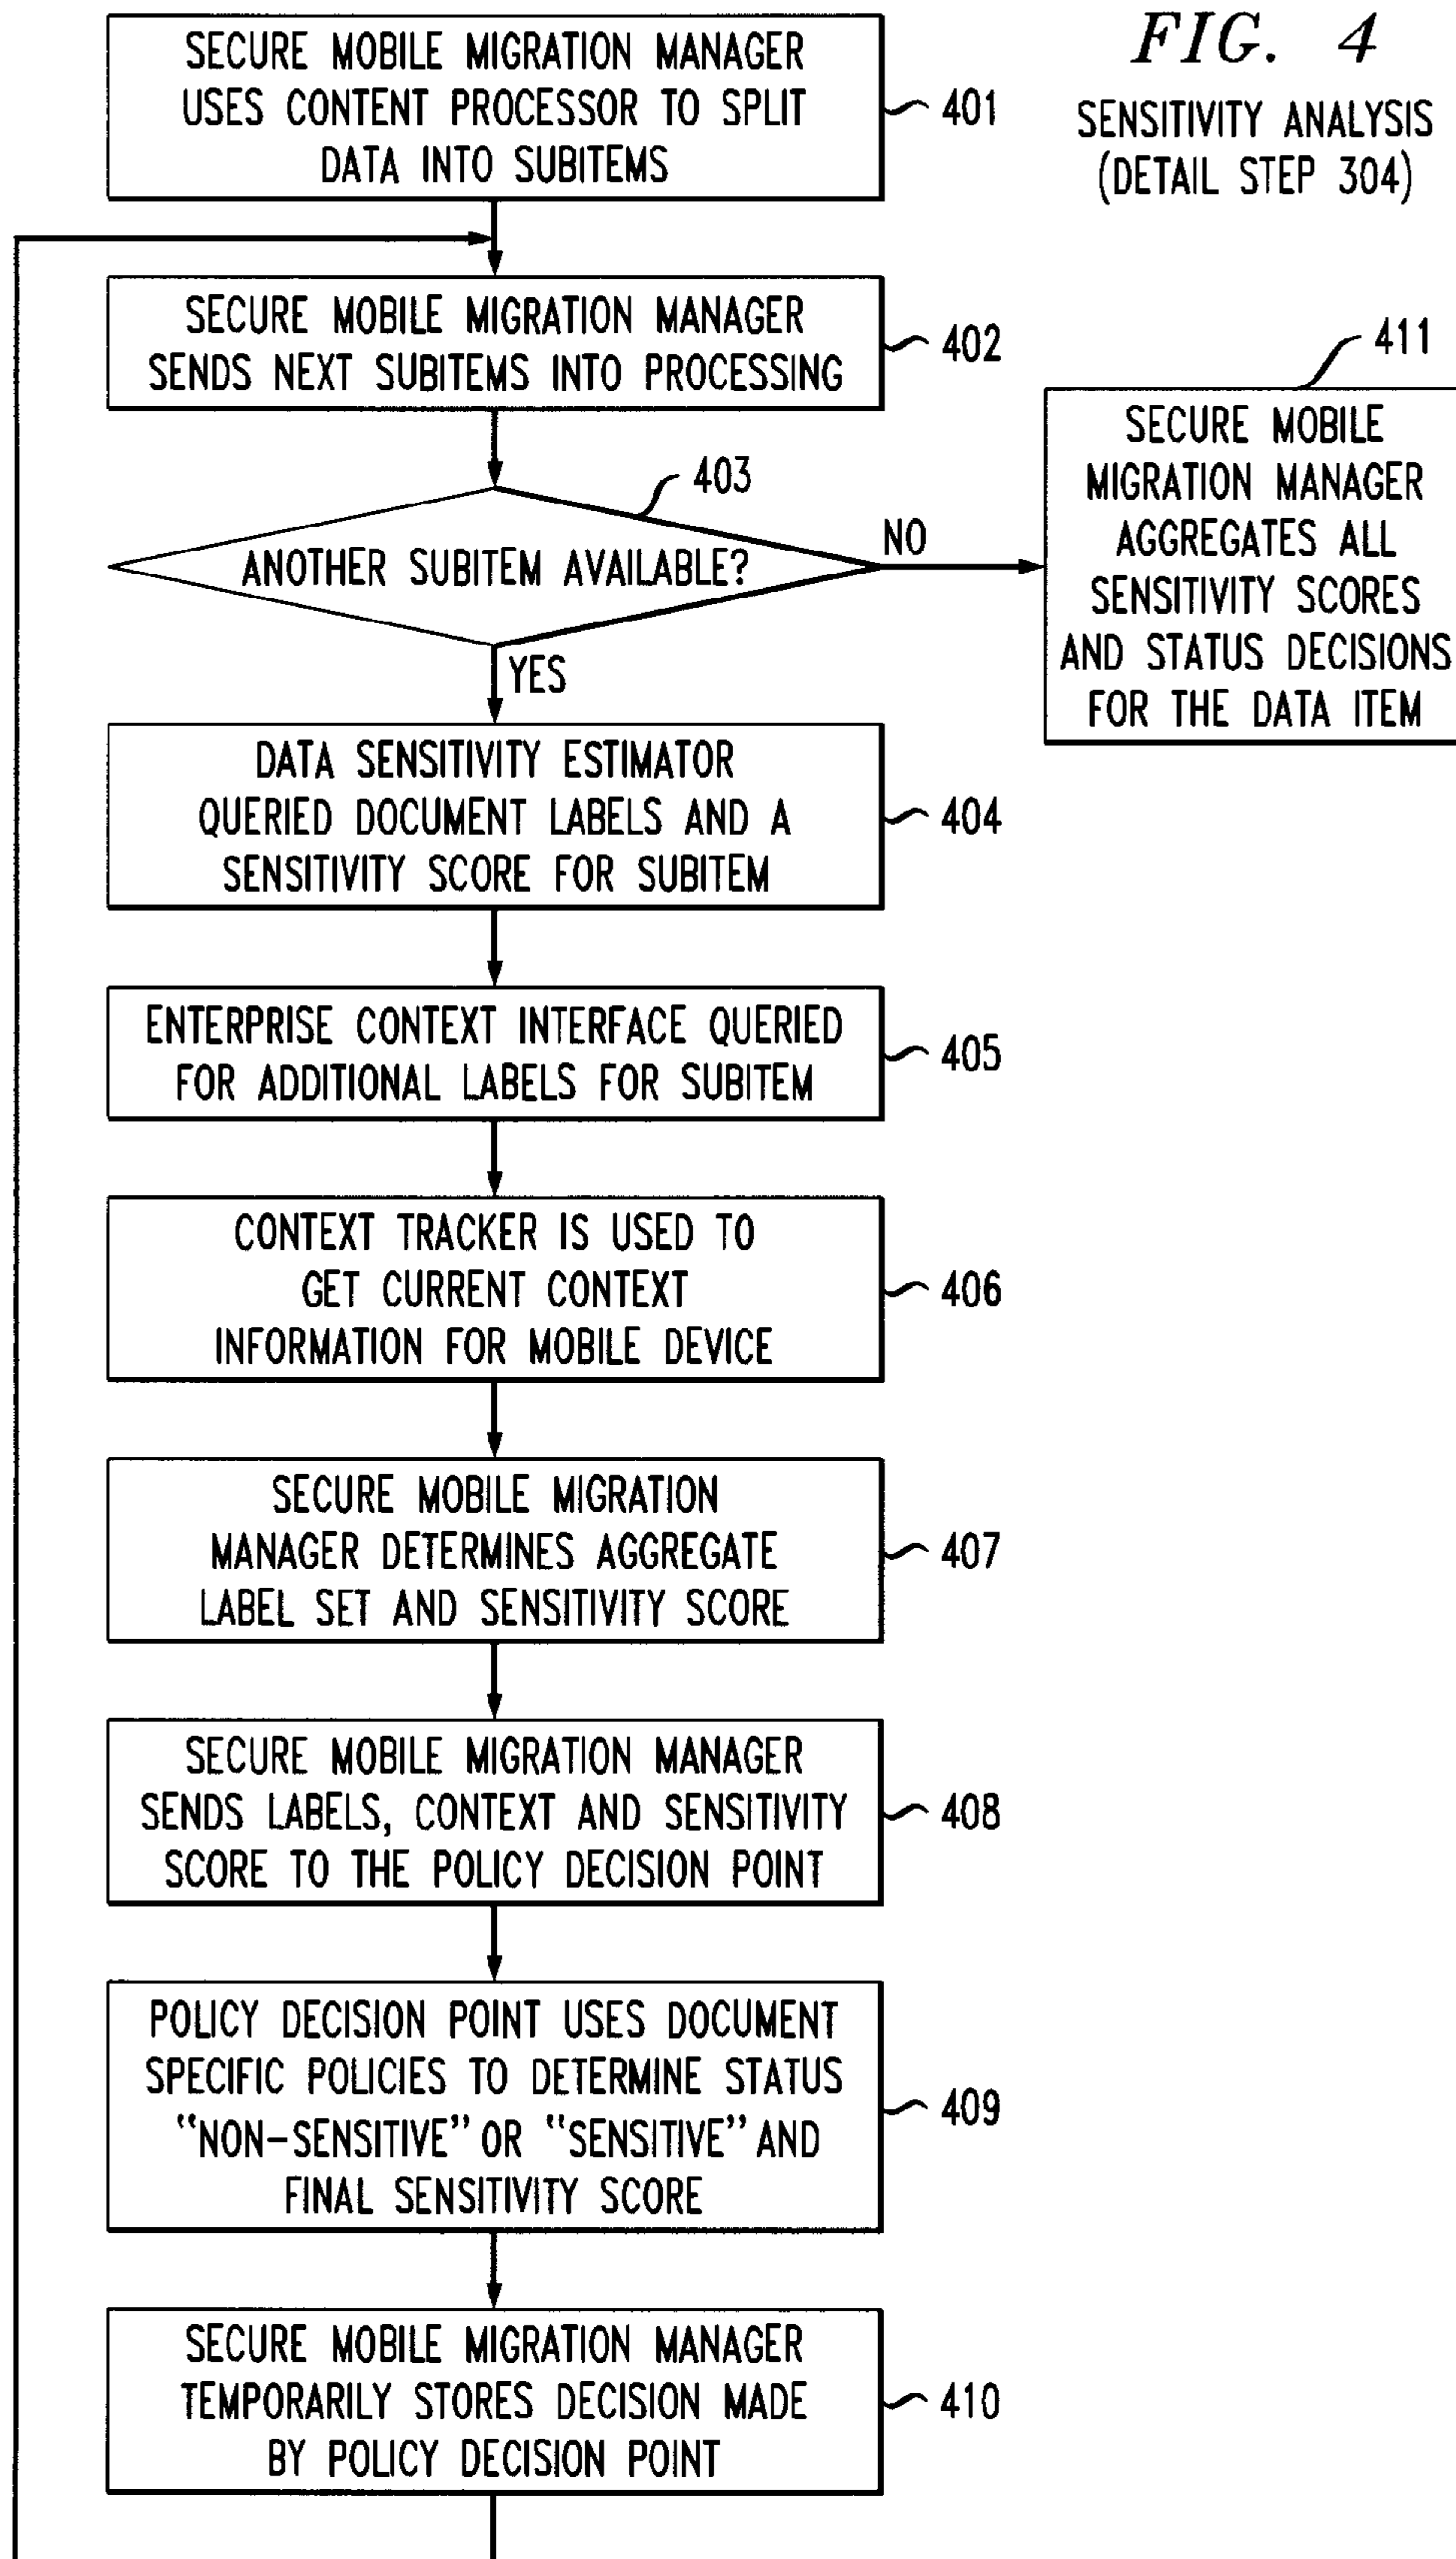 FIG. 4
SENSITIVITY ANALYSIS
(DETAIL STEP 304)
SECURE MOBILE MIGRATION MANAGER
USES CONTENT PROCESSOR TO SPLIT
DATA INTO SUBITEMS
401
SECURE MOBILE MIGRATION MANAGER
SENDS NEXT SUBITEMS INTO PROCESSING
402
ANOTHER SUBITEM AVAILABLE?
403
NO
YES
411
SECURE MOBILE
MIGRATION MANAGER
AGGREGATES ALL
SENSITIVITY SCORES
AND STATUS DECISIONS
FOR THE DATA ITEM
DATA SENSITIVITY ESTIMATOR
QUERIED DOCUMENT LABELS AND A
SENSITIVITY SCORE FOR SUBITEM
404
ENTERPRISE CONTEXT INTERFACE QUERIED
FOR ADDITIONAL LABELS FOR SUBITEM
405
CONTEXT TRACKER IS USED TO
GET CURRENT CONTEXT
INFORMATION FOR MOBILE DEVICE
406
SECURE MOBILE MIGRATION
MANAGER DETERMINES AGGREGATE
LABEL SET AND SENSITIVITY SCORE
407
SECURE MOBILE MIGRATION MANAGER
SENDS LABELS, CONTEXT AND SENSITIVITY
SCORE TO THE POLICY DECISION POINT
408
POLICY DECISION POINT USES DOCUMENT
SPECIFIC POLICIES TO DETERMINE STATUS
"NON-SENSITIVE" OR "SENSITIVE" AND
FINAL SENSITIVITY SCORE
409
SECURE MOBILE MIGRATION MANAGER
TEMPORARILY STORES DECISION MADE
BY POLICY DECISION POINT
410